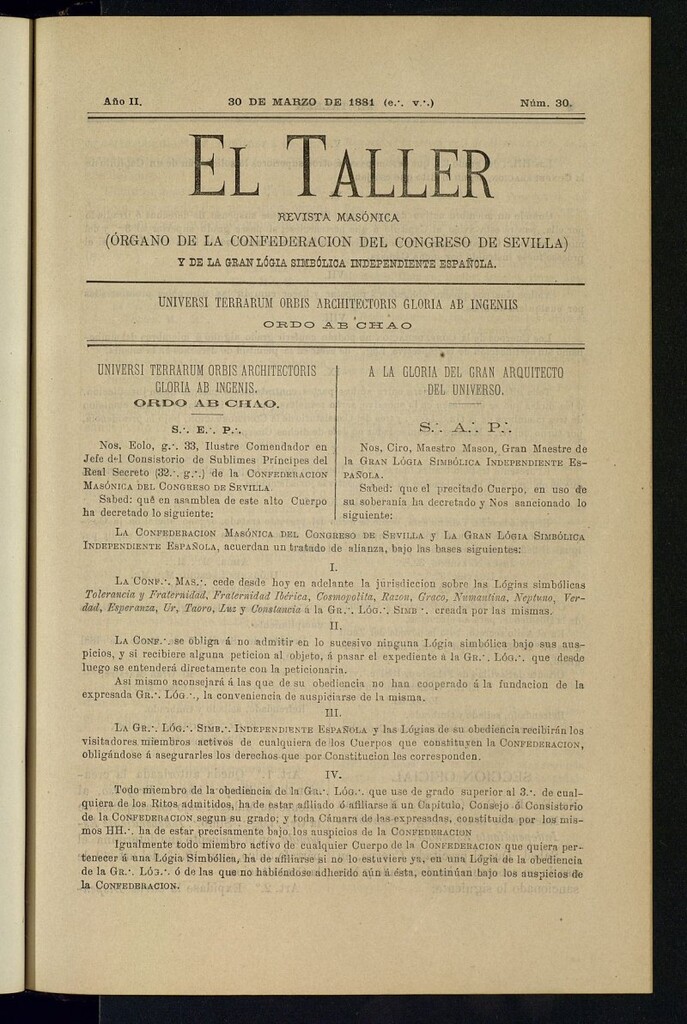 Año II.
30 DE MARZO DE 1881 (e.·. v.·.)
Núm. 30.
EL TALLER
REVISTA MASÓNICA
(ÓRGANO DE LA CONFEDERACION DEL CONGRESO DE SEVILLA)
Y DE LA GRAN LÓGIA SIMBÓLICA INDEPENDIENTE ESPAÑOLA.
UNIVERSI TERRARUM ORBIS ARCHITECTORIS GLORIA AB INGENIIS
ORDO AB CHAO
UNIVERSI TERRARUM ORBIS ARCHITECTORIS
GLORIA AB INGENIS.
ORDO AB CHAO.
S.·. E.·. P.·.
Nos, Eolo, g.·. 33, Ilustre Comendador en
Jefe del Consistorio de Sublimes Príncipes del
Real Secreto (32.·. g.·.) de la CONFEDERACION
MASÓNICA DEL CONGRESO DE SEVILLA.
Sabed: que en asamblea de este alto Cuerpo
ha decretado lo siguiente:
A LA GLORIA DEL GRAN ARQUITECTO
DEL UNIVERSO.
S.·. A.·. P.·.
Nos, Ciro, Maestro Mason, Gran Maestre de
la GRAN LÓGIA SIMBÓLICA INDEPENDIENTE ES-
PAÑOLA.
Sabed: que el precitado Cuerpo, en uso de
su soberanía ha decretado y Nos sancionado lo
siguiente:
LA CONFEDERACION MASÓNICA DEL CONGRESO DE SEVILLA y LA GRAN LÓGIA SIMBÓLICA
INDEPENDIENTE ESPAÑOLA, acuerdan un tratado de alianza, bajo las bases siguientes:
I.
LA CONF.·. MAS.·. cede desde hoy en adelante la jurisdiccion sobre las Lógias simbólicas
Tolerancia y Fraternidad, Fraternidad Ibérica, Cosmopolita, Razon, Graco, Numantina, Neptuno, Ver-
dad, Esperanza, Ur, Taoro, Luz y Constancia á la GR.·. LÓG.·. SIMB.·. creada por las mismas.
II.
LA CONF.·. se obliga á no admitir en lo sucesivo ninguna Lógia simbólica bajo sus aus-
picios, y si recibiere alguna peticion al objeto, á pasar el expediente á la GR.·. LÓG.·. que desde
luego se entenderá directamente con la peticionaria.
Asi mismo aconsejará á las que de su obediencia no han cooperado á la fundacion de la
expresada GR.·. LÓG.·., la conveniencia de auspiciarse de la misma.
III.
LA GR.·. LÓG.·. SIMB.·. INDEPENDIENTE ESPAÑOLA y las Lógias de su obediencia recibirán los
visitadores miembros activos de cualquiera de los Cuerpos que constituyen la CONFEDERACION,
obligándose á asegurarles los derechos que por Constitucion les corresponden.
IV.
Todo miembro de la obediencia de la GR.·. LÓG.·. que use de grado superior al 3.·. de cual-
quiera de los Ritos admitidos, ha de estar afiliado ó afiliarse á un Capítulo, Consejo ó Consistorio
de la CONFEDERACION segun su grado; y toda Cámara de las expresadas, constituida por los mis-
mos HH.·. ha de estar precisamente bajo los auspicios de la CONFEDERACION
Igualmente todo miembro activo de cualquier Cuerpo de la CONFEDERACION que quiera per-
tenecer á una Lógia Simbólica, ha de afiliarse si no lo estuviere ya, en una Lógia de la obediencia
de la GR.·. LÓG.·. ó de las que no habiéndose adherido aún á ésta, continúan bajo los auspicios de
la CONFEDERACION.